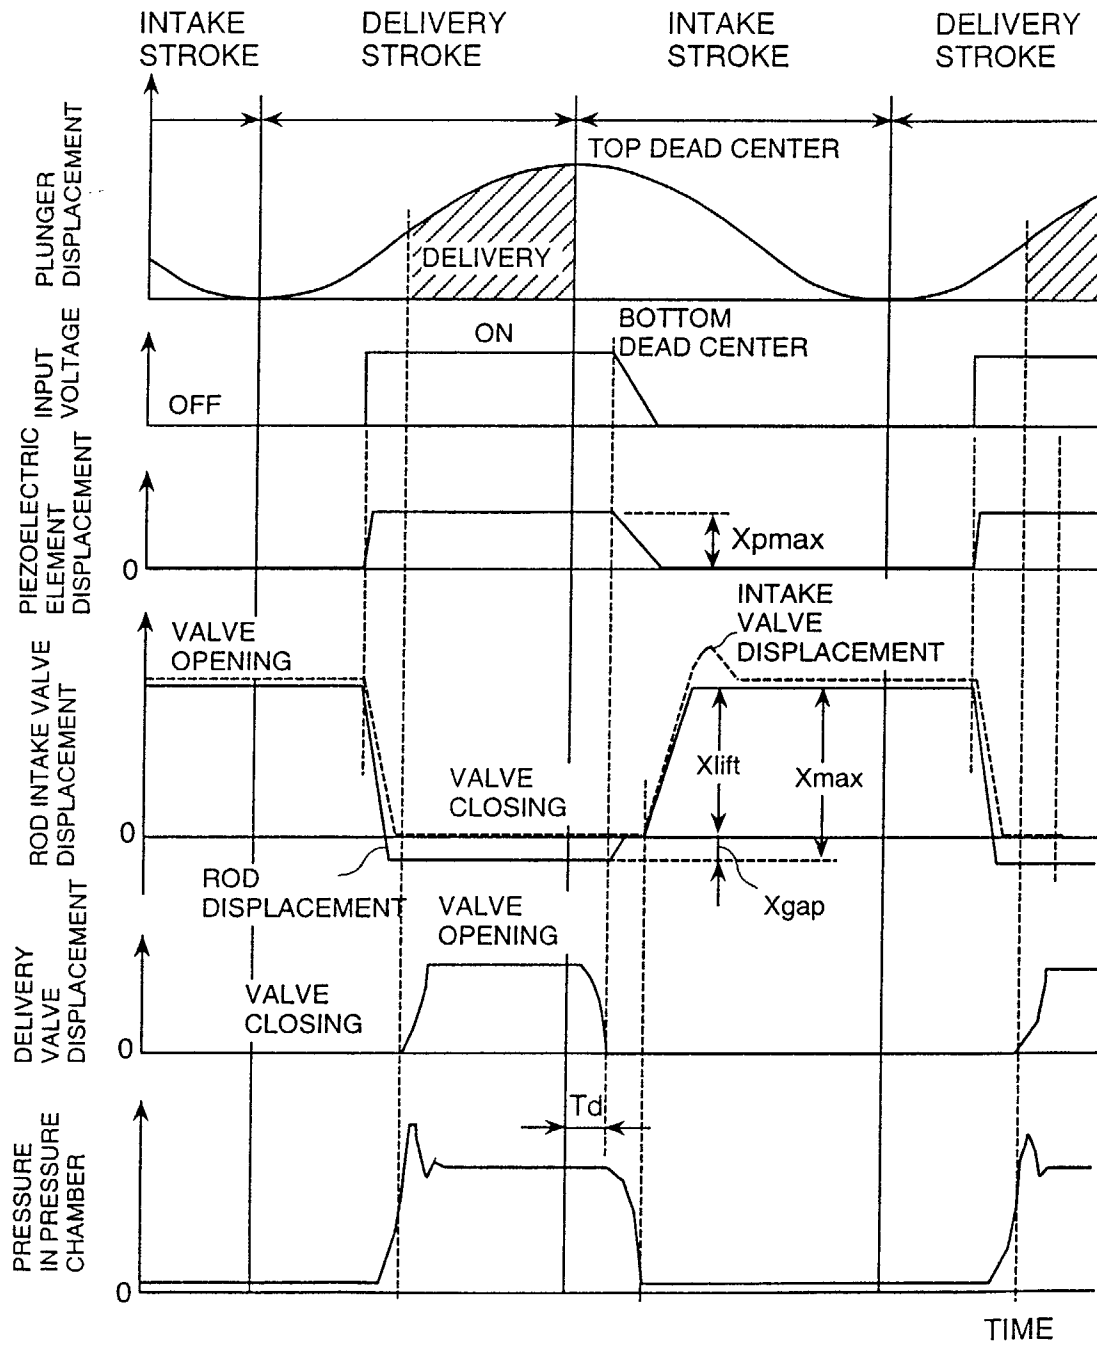 INTAKE
STROKE
DELIVERY
STROKE
INTAKE
STROKE
DELIVERY
STROKE
PLUNGER
DISPLACEMENT
TOP DEAD CENTER
DELIVERY
INPUT
VOLTAGE
ON
OFF
BOTTOM
DEAD CENTER
PIEZOELECTRIC
ELEMENT
DISPLACEMENT
0
Xpmax
ROD INTAKE VALVE
DISPLACEMENT
VALVE
OPENING
INTAKE
VALVE
DISPLACEMENT
VALVE
CLOSING
Xlift
Xmax
0
ROD
DISPLACEMENT
Xgap
DELIVERY
VALVE
DISPLACEMENT
VALVE
OPENING
VALVE
CLOSING
0
PRESSURE
IN PRESSURE
CHAMBER
Td
0
TIME